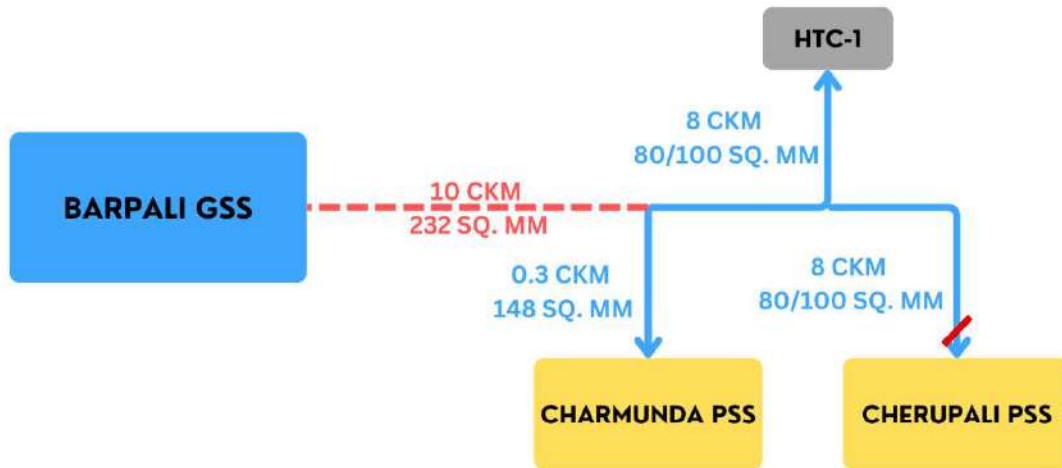 HTC-1
8 CKM
80/100 SQ. MM
BARPALI GSS
10 CKM
232 SQ. MM
0.3 CKM
148 SQ. MM
8 CKM
80/100 SQ. MM
CHARMUNDA PSS
CHERUPALI PSS